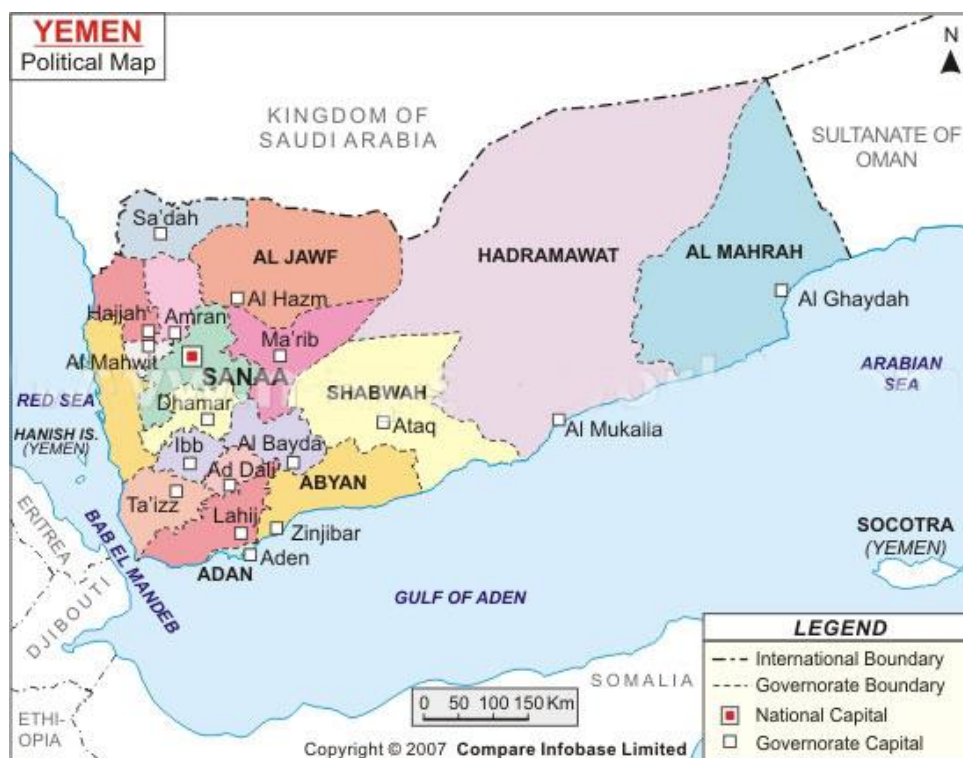 YEMEN
Political Map
N
KINGDOM OF
SAUDI ARABIA
SULTANATE OF
OMAN
Sa'dah
AL JAWF
HADRAMAWAT
AL MAHRAH
Al Hazm
Al Ghaydah
Hajjah
Amran
Ma'rib
Al Mahwit
SANAA
SHABWAH
ARABIAN
SEA
RED SEA
Dhamar
Ataq
Al Mukalla
HANISH IS.
(YEMEN)
Ibb
Al Bayda
Ad Dali
ABYAN
Ta'izz
Lahij
Zinjibar
ERITREA
BAB EL MANDEB
Aden
ADAN
SOCOTRA
(YEMEN)
DJIBOUTI
GULF OF ADEN
SOMALIA
ETHI-
OPIA
0 50 100 150 Km
LEGEND
International Boundary
Governorate Boundary
National Capital
Governorate Capital
Copyright © 2007 Compare Infobase Limited